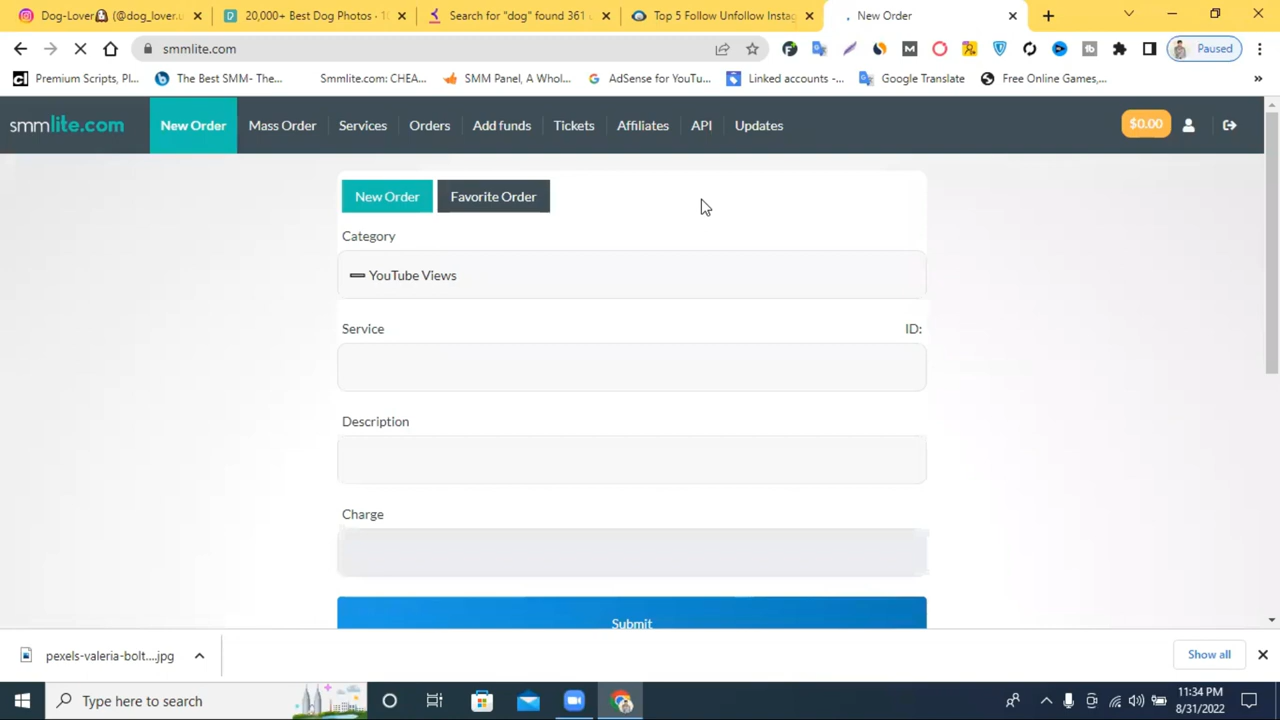 Dog-Lover (@dog_lover.u
20,000+ Best Dog Photos · 10
Search for "dog" found 361 u
Top 5 Follow Unfollow Instag
New Order
smmlite.com
Paused
Premium Scripts, Pl...
The Best SMM- The...
Smmlite.com: CHEA...
SMM Panel, A Whol...
AdSense for YouTu...
Linked accounts -...
Google Translate
Free Online Games,...
»
smmlite.com
New Order
Mass Order
Services
Orders
Add funds
Tickets
Affiliates
API
Updates
$0.00
New Order
Favorite Order
Category
YouTube Views
Service
ID:
Description
Charge
Submit
pexels-valeria-bolt....jpg
Show all
Type here to search
11:34 PM
8/31/2022